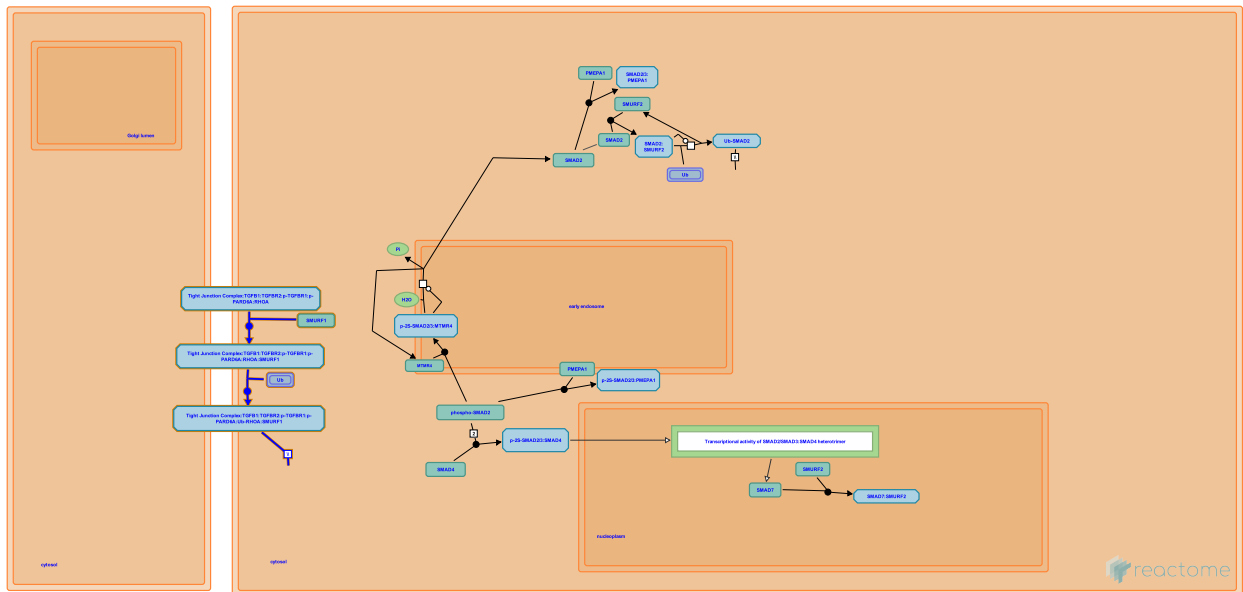 PMEPA1
SMAD2/3:
PMEPA1
SMURF2
Golgi lumen
SMAD2
SMAD2:
SMURF2
Ub-SMAD2
SMAD2
Ub
Pi
Tight Junction Complex:TGFB1:TGFBR2:p-TGFBR1:p-
PARD6A:RHOA
H2O
early endosome
SMURF1
p-2S-SMAD2/3:MTMR4
Tight Junction Complex:TGFB1:TGFBR2:p-TGFBR1:p-
PARD6A:RHOA:SMURF1
MTMR4
PMEPA1
Ub
p-2S-SMAD2/3:PMEPA1
Tight Junction Complex:TGFB1:TGFBR2:p-TGFBR1:p-
PARD6A:Ub-RHOA:SMURF1
phospho-SMAD2
2
p-2S-SMAD2/3:SMAD4
Transcriptional activity of SMAD2/SMAD3:SMAD4 heterotrimer
SMAD4
SMURF2
SMAD7
SMAD7:SMURF2
nucleoplasm
cytosol
cytosol
reactome